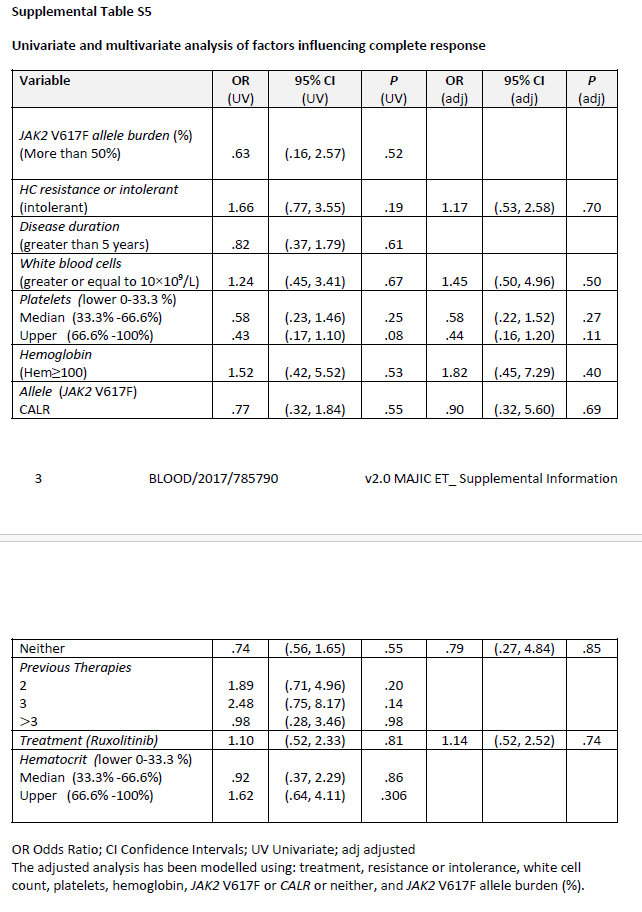 Supplemental Table S5
Univariate and multivariate analysis of factors influencing complete response
Variable OR 95% CI P OR 95% CI P
(UV) (UV) (UV) (adj) (adj) (adj)
JAK2 V617F allele burden (%)
(More than 50%) .63 (.16, 2.57) .52
HC resistance or intolerant
(intolerant) 1.66 (.77, 3.55) .19 1.17 (.53, 2.58) .70
Disease duration
(greater than 5 years) .82 (.37, 1.79) .61
White blood cells
(greater or equal to 10×10⁹/L) 1.24 (.45, 3.41) .67 1.45 (.50, 4.96) .50
Platelets (lower 0-33.3 %)
Median (33.3% -66.6%) .58 (.23, 1.46) .25 .58 (.22, 1.52) .27
Upper (66.6% -100%) .43 (.17, 1.10) .08 .44 (.16, 1.20) .11
Hemoglobin
(Hem≥100) 1.52 (.42, 5.52) .53 1.82 (.45, 7.29) .40
Allele (JAK2 V617F)
CALR .77 (.32, 1.84) .55 .90 (.32, 5.60) .69
3 BLOOD/2017/785790 v2.0 MAJIC ET_ Supplemental Information
Neither .74 (.56, 1.65) .55 .79 (.27, 4.84) .85
Previous Therapies
2 1.89 (.71, 4.96) .20
3 2.48 (.75, 8.17) .14
>3 .98 (.28, 3.46) .98
Treatment (Ruxolitinib) 1.10 (.52, 2.33) .81 1.14 (.52, 2.52) .74
Hematocrit (lower 0-33.3 %)
Median (33.3% -66.6%) .92 (.37, 2.29) .86
Upper (66.6% -100%) 1.62 (.64, 4.11) .306
OR Odds Ratio; CI Confidence Intervals; UV Univariate; adj adjusted
The adjusted analysis has been modelled using: treatment, resistance or intolerance, white cell
count, platelets, hemoglobin, JAK2 V617F or CALR or neither, and JAK2 V617F allele burden (%).